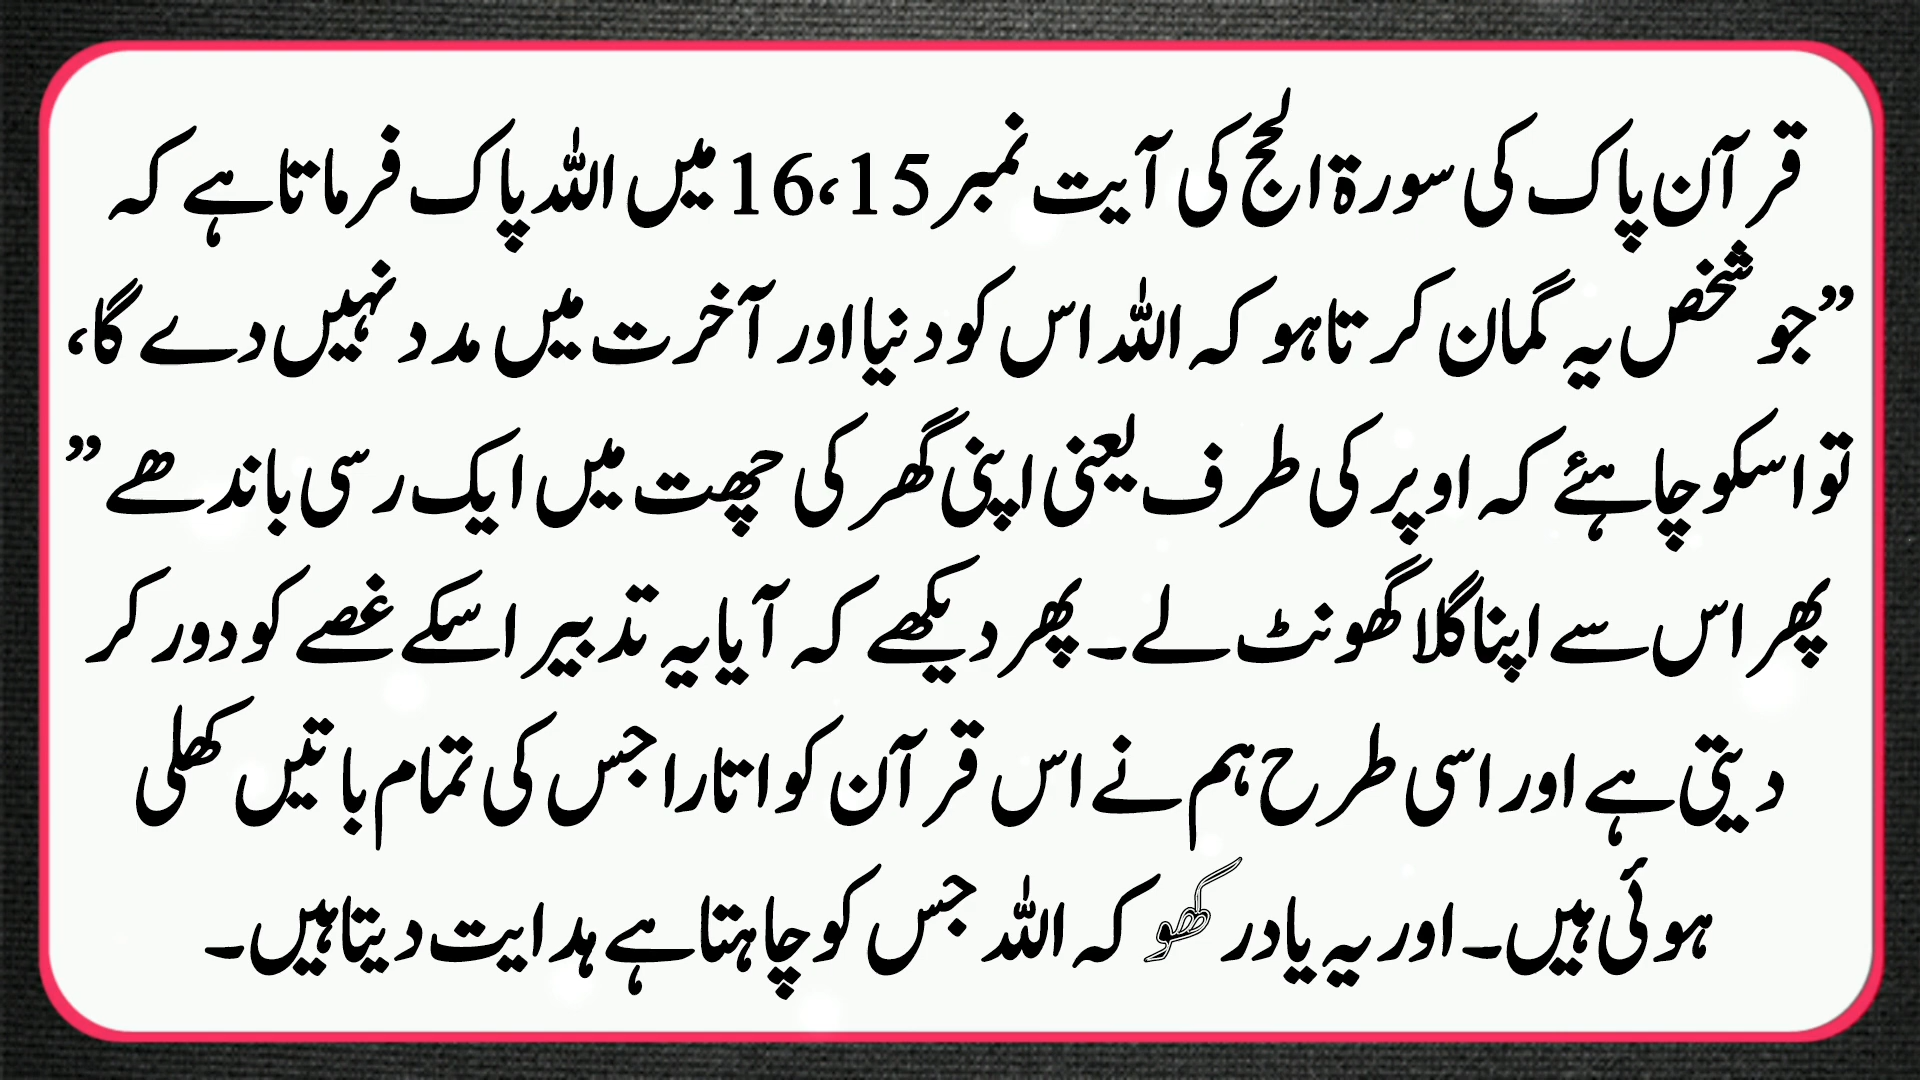 قرآن پاک کی سورۃ الحج کی آیت نمبر 16،15 میں اللہ پاک فرماتا ہے کہ
”جو شخص یہ گمان کرتا ہو کہ اللہ اس کو دنیا اور آخرت میں مدد نہیں دے گا،
تو اسکو چاہئے کہ اوپر کی طرف یعنی اپنی گھر کی چھت میں ایک رسی باندھے”
پھر اس سے اپنا گلا گھونٹ لے۔ پھر دیکھے کہ آیا یہ تدبیر اسکے غصے کو دور کر
دیتی ہے اور اسی طرح ہم نے اس قرآن کو اتارا جس کی تمام باتیں کھلی
ہوئی ہیں۔ اور یہ یاد رکھو کہ اللہ جس کو چاہتا ہے ہدایت دیتا ہیں۔